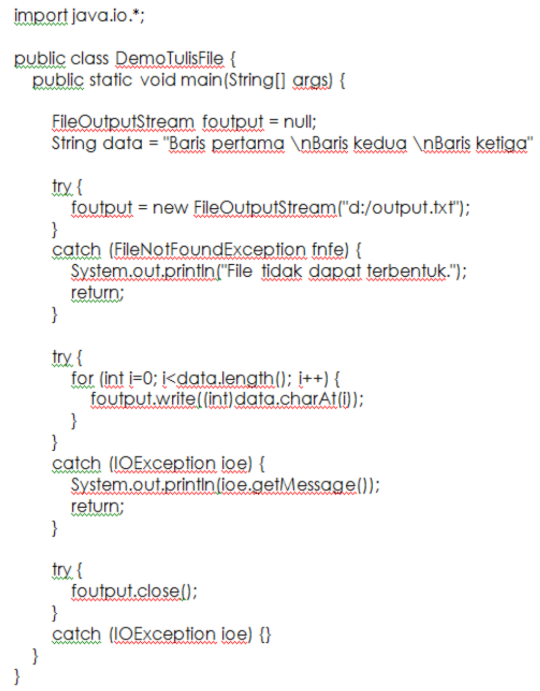 import java.io.*;
public class DemoTulisFile {
public static void main(String[] args) {
FileOutputStream foutput = null;
String data = "Baris pertama \nBaris kedua \nBaris ketiga"
try {
foutput = new FileOutputStream("d:/output.txt");
}
catch (FileNotFoundException fnfe) {
System.out.println("File tidak dapat terbentuk.");
return;
}
try {
for (int i=0; i<data.length(); i++) {
foutput.write((int)data.charAt(i));
}
}
catch (IOException ioe) {
System.out.println(ioe.getMessage());
return;
}
try {
foutput.close();
}
catch (IOException ioe) {}
}
}